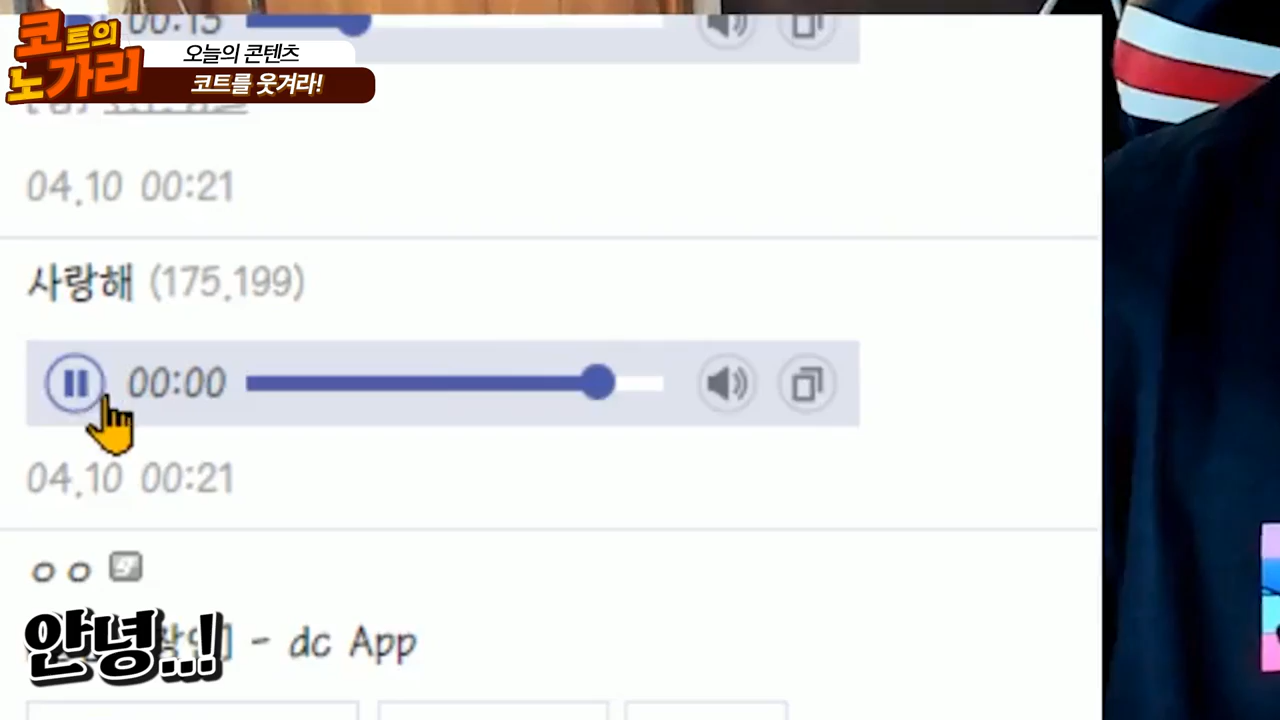 코트의
노가리
오늘의 콘텐츠
코트를 웃겨라!
00:15
04.10 00:21
사랑해 (175.199)
00:00
04.10 00:21
ㅇㅇ
안녕..!
- dc App